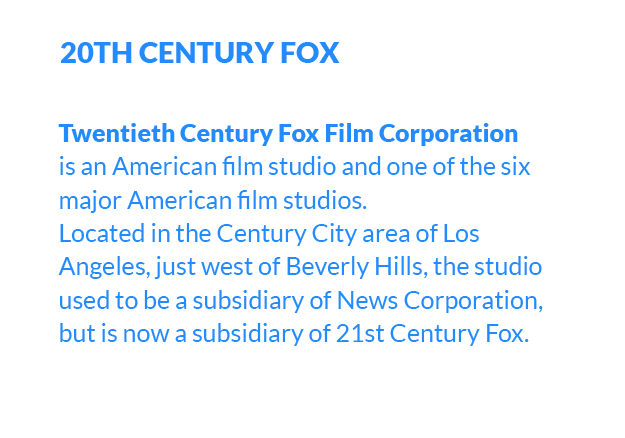 20TH CENTURY FOX
Twentieth Century Fox Film Corporation
is an American film studio and one of the six
major American film studios.
Located in the Century City area of Los
Angeles, just west of Beverly Hills, the studio
used to be a subsidiary of News Corporation,
but is now a subsidiary of 21st Century Fox.